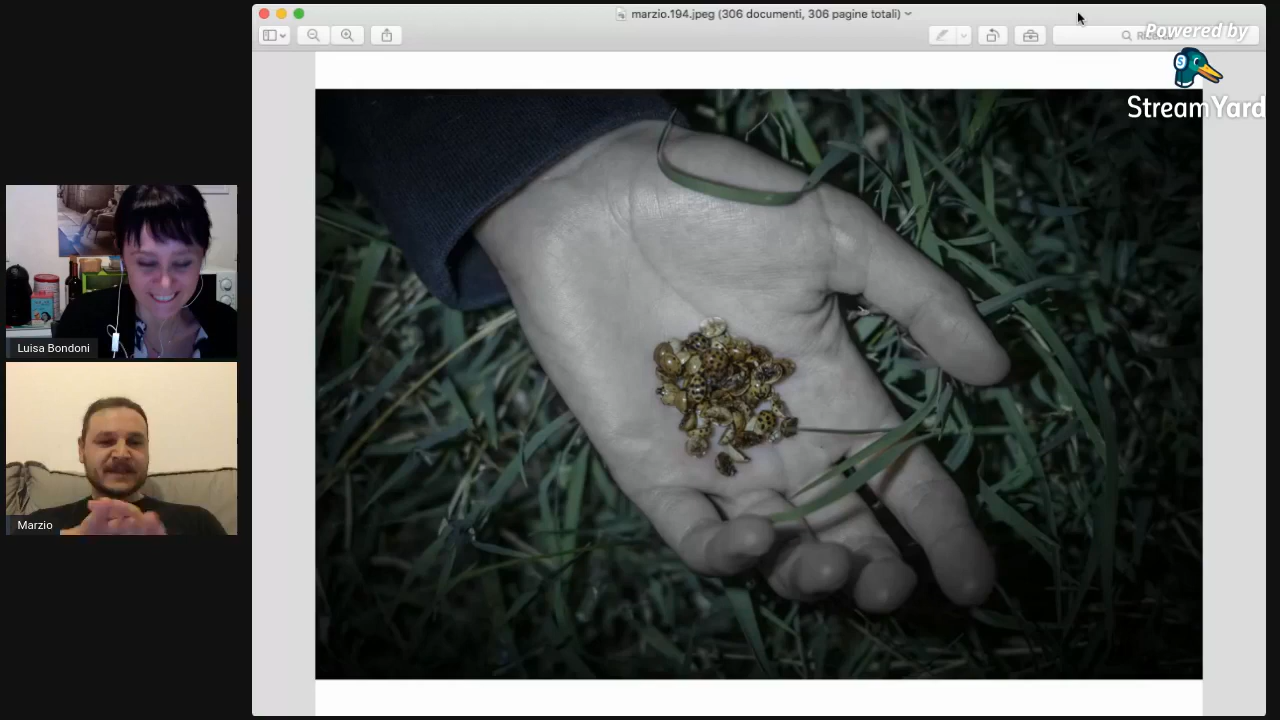 marzio.194.jpeg (306 documenti, 306 pagine totali)
Powered by
StreamYard
Luisa Bondoni
Marzio